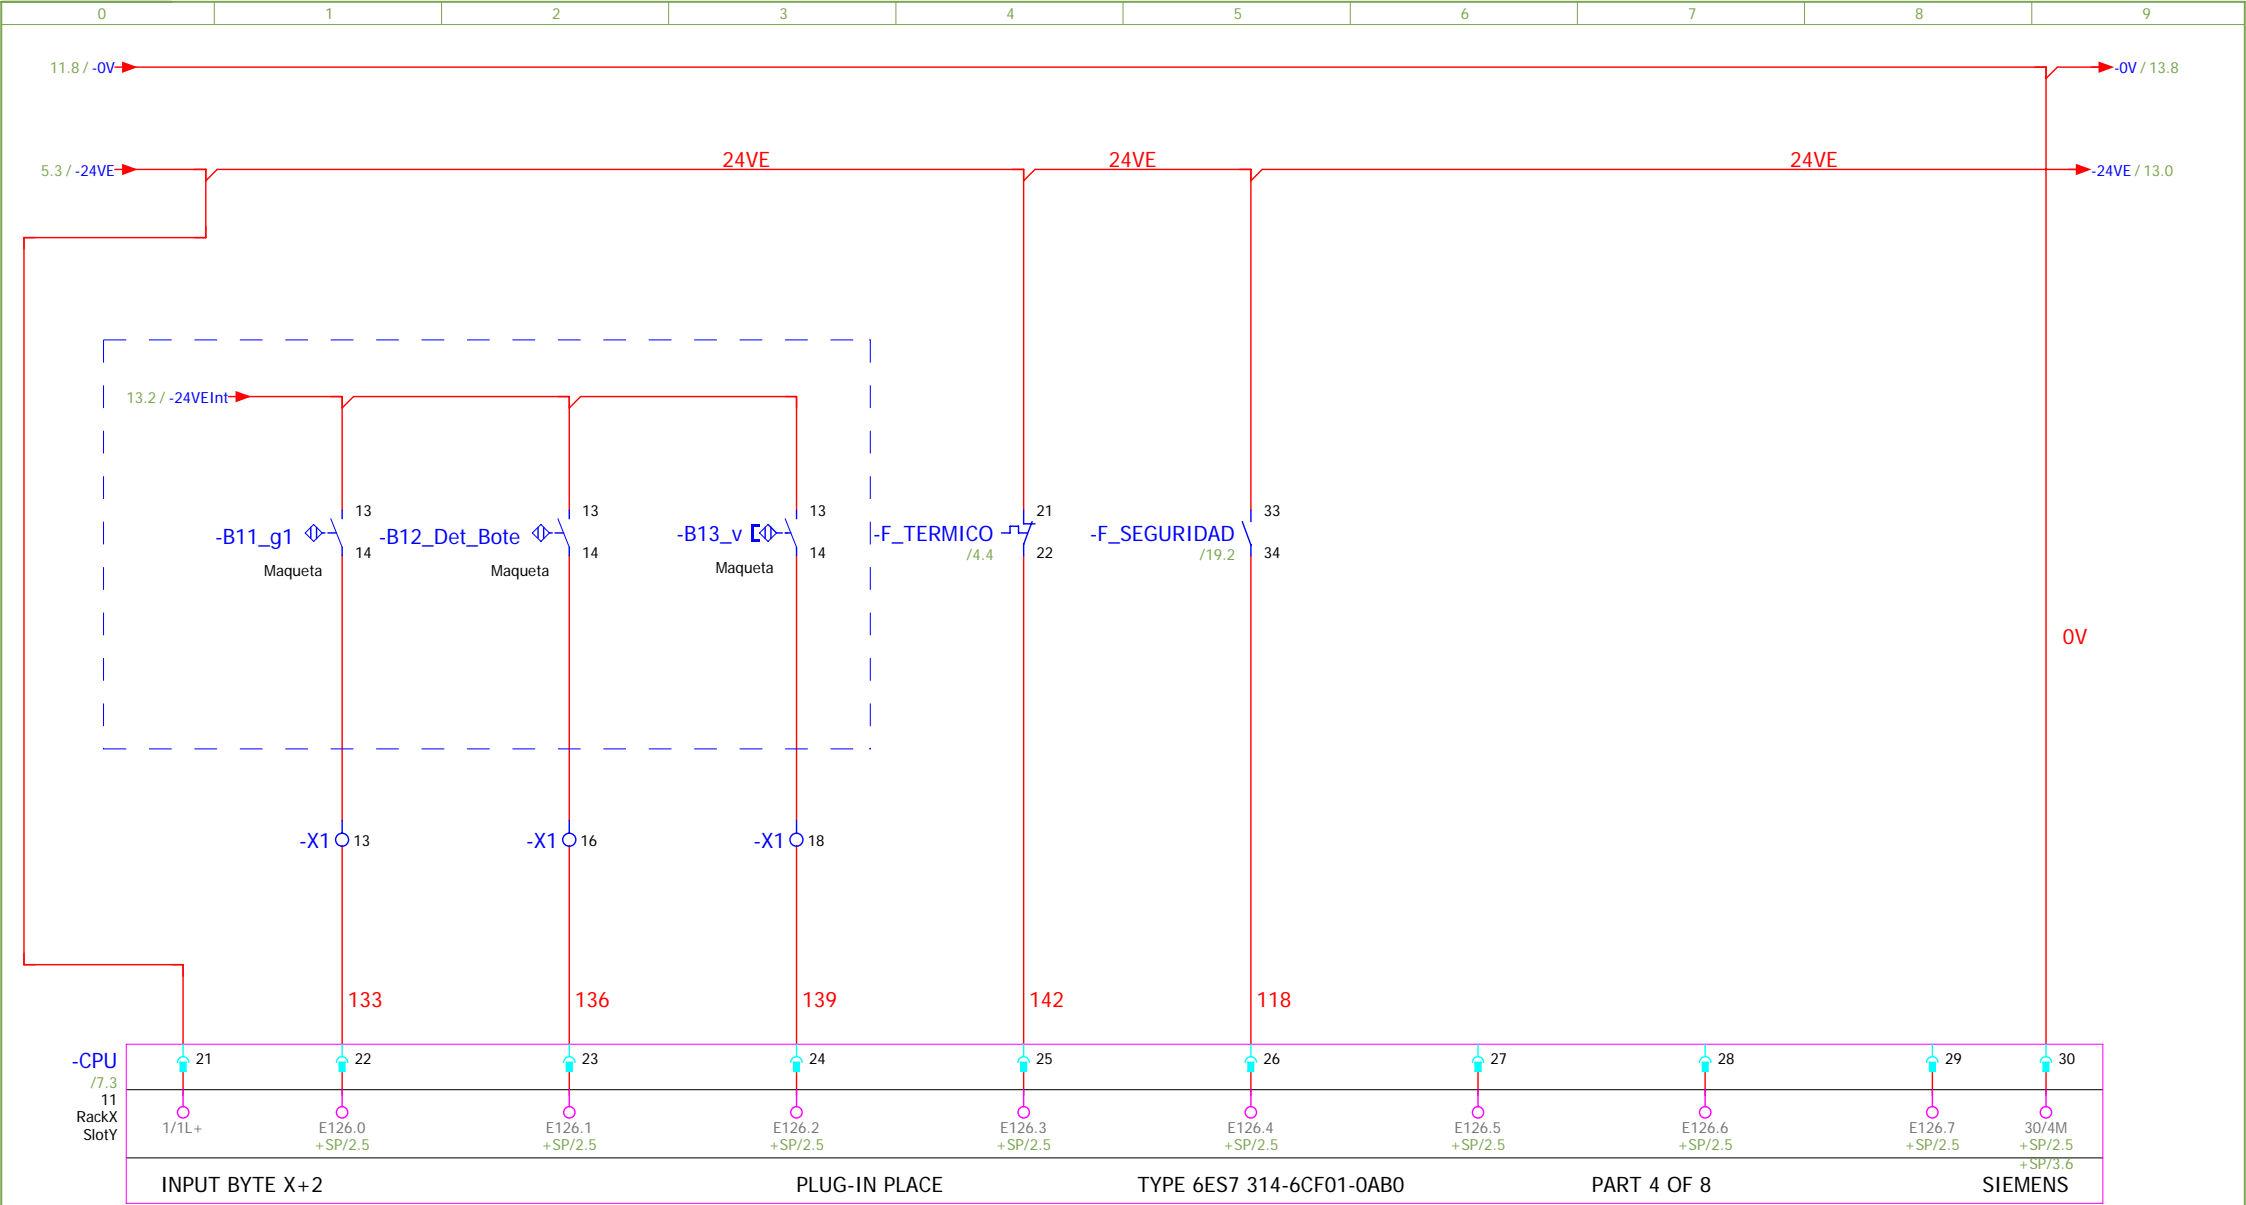 0 1 2 3 4 5 6 7 8 9
11.8 / -0V
-0V / 13.8
5.3 / -24VE
24VE
24VE
24VE
-24VE / 13.0
13.2 / -24VEInt
-B11_g1
13
14
Maqueta
-B12_Det_Bote
13
14
Maqueta
-B13_v
13
14
Maqueta
-F_TERMICO
/4.4
21
22
-F_SEGURIDAD
/19.2
33
34
0V
-X1 13
-X1 16
-X1 18
133
136
139
142
118
-CPU
/7.3
11
RackX
SlotY
21 22 23 24 25 26 27 28 29 30
1/1L+ E126.0 E126.1 E126.2 E126.3 E126.4 E126.5 E126.6 E126.7 30/4M
+SP/2.5 +SP/2.5 +SP/2.5 +SP/2.5 +SP/2.5 +SP/2.5 +SP/2.5 +SP/2.5 +SP/2.5
+SP/3.6
INPUT BYTE X+2 PLUG-IN PLACE TYPE 6ES7 314-6CF01-0AB0 PART 4 OF 8 SIEMENS